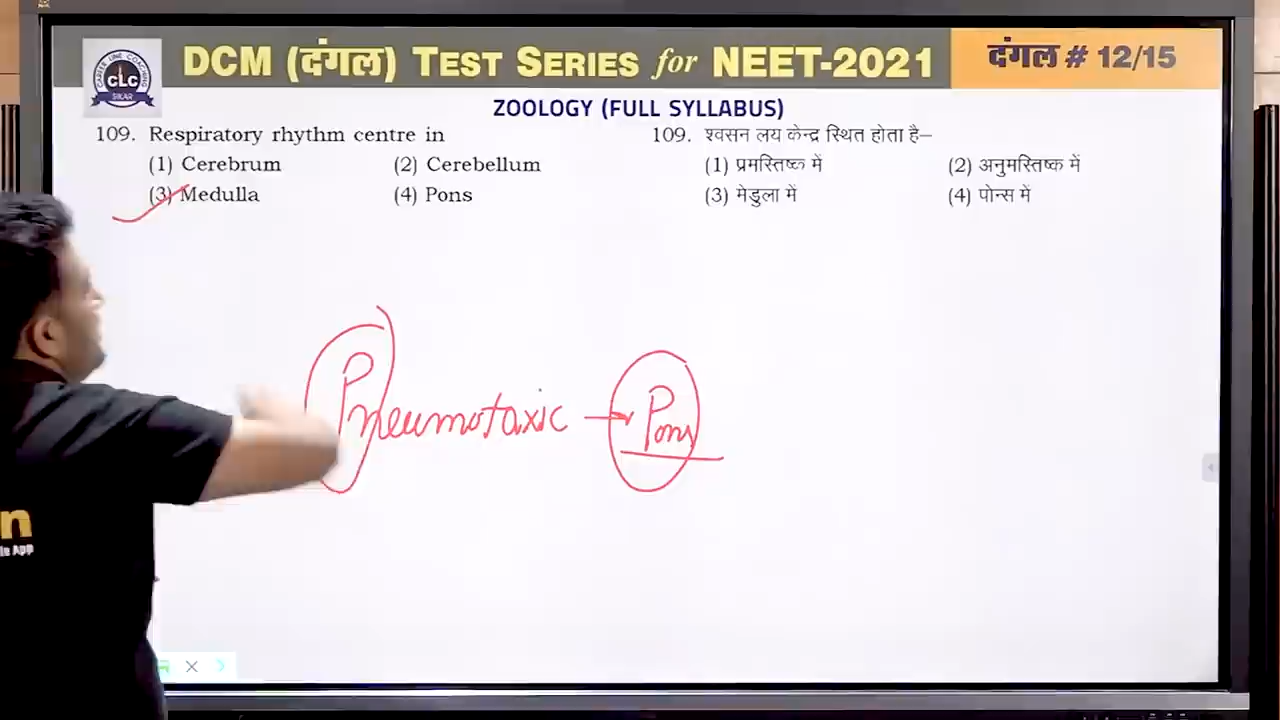 DCM (दंगल) TEST SERIES for NEET-2021
दंगल # 12/15
CLC
SIKAR
ZOOLOGY (FULL SYLLABUS)
109. Respiratory rhythm centre in
(1) Cerebrum (2) Cerebellum
(3) Medulla (4) Pons
109. श्वसन लय केन्द्र स्थित होता है–
(1) प्रमस्तिष्क में (2) अनुमस्तिष्क में
(3) मेडुला में (4) पोन्स में
Pneumotaxic → Pons